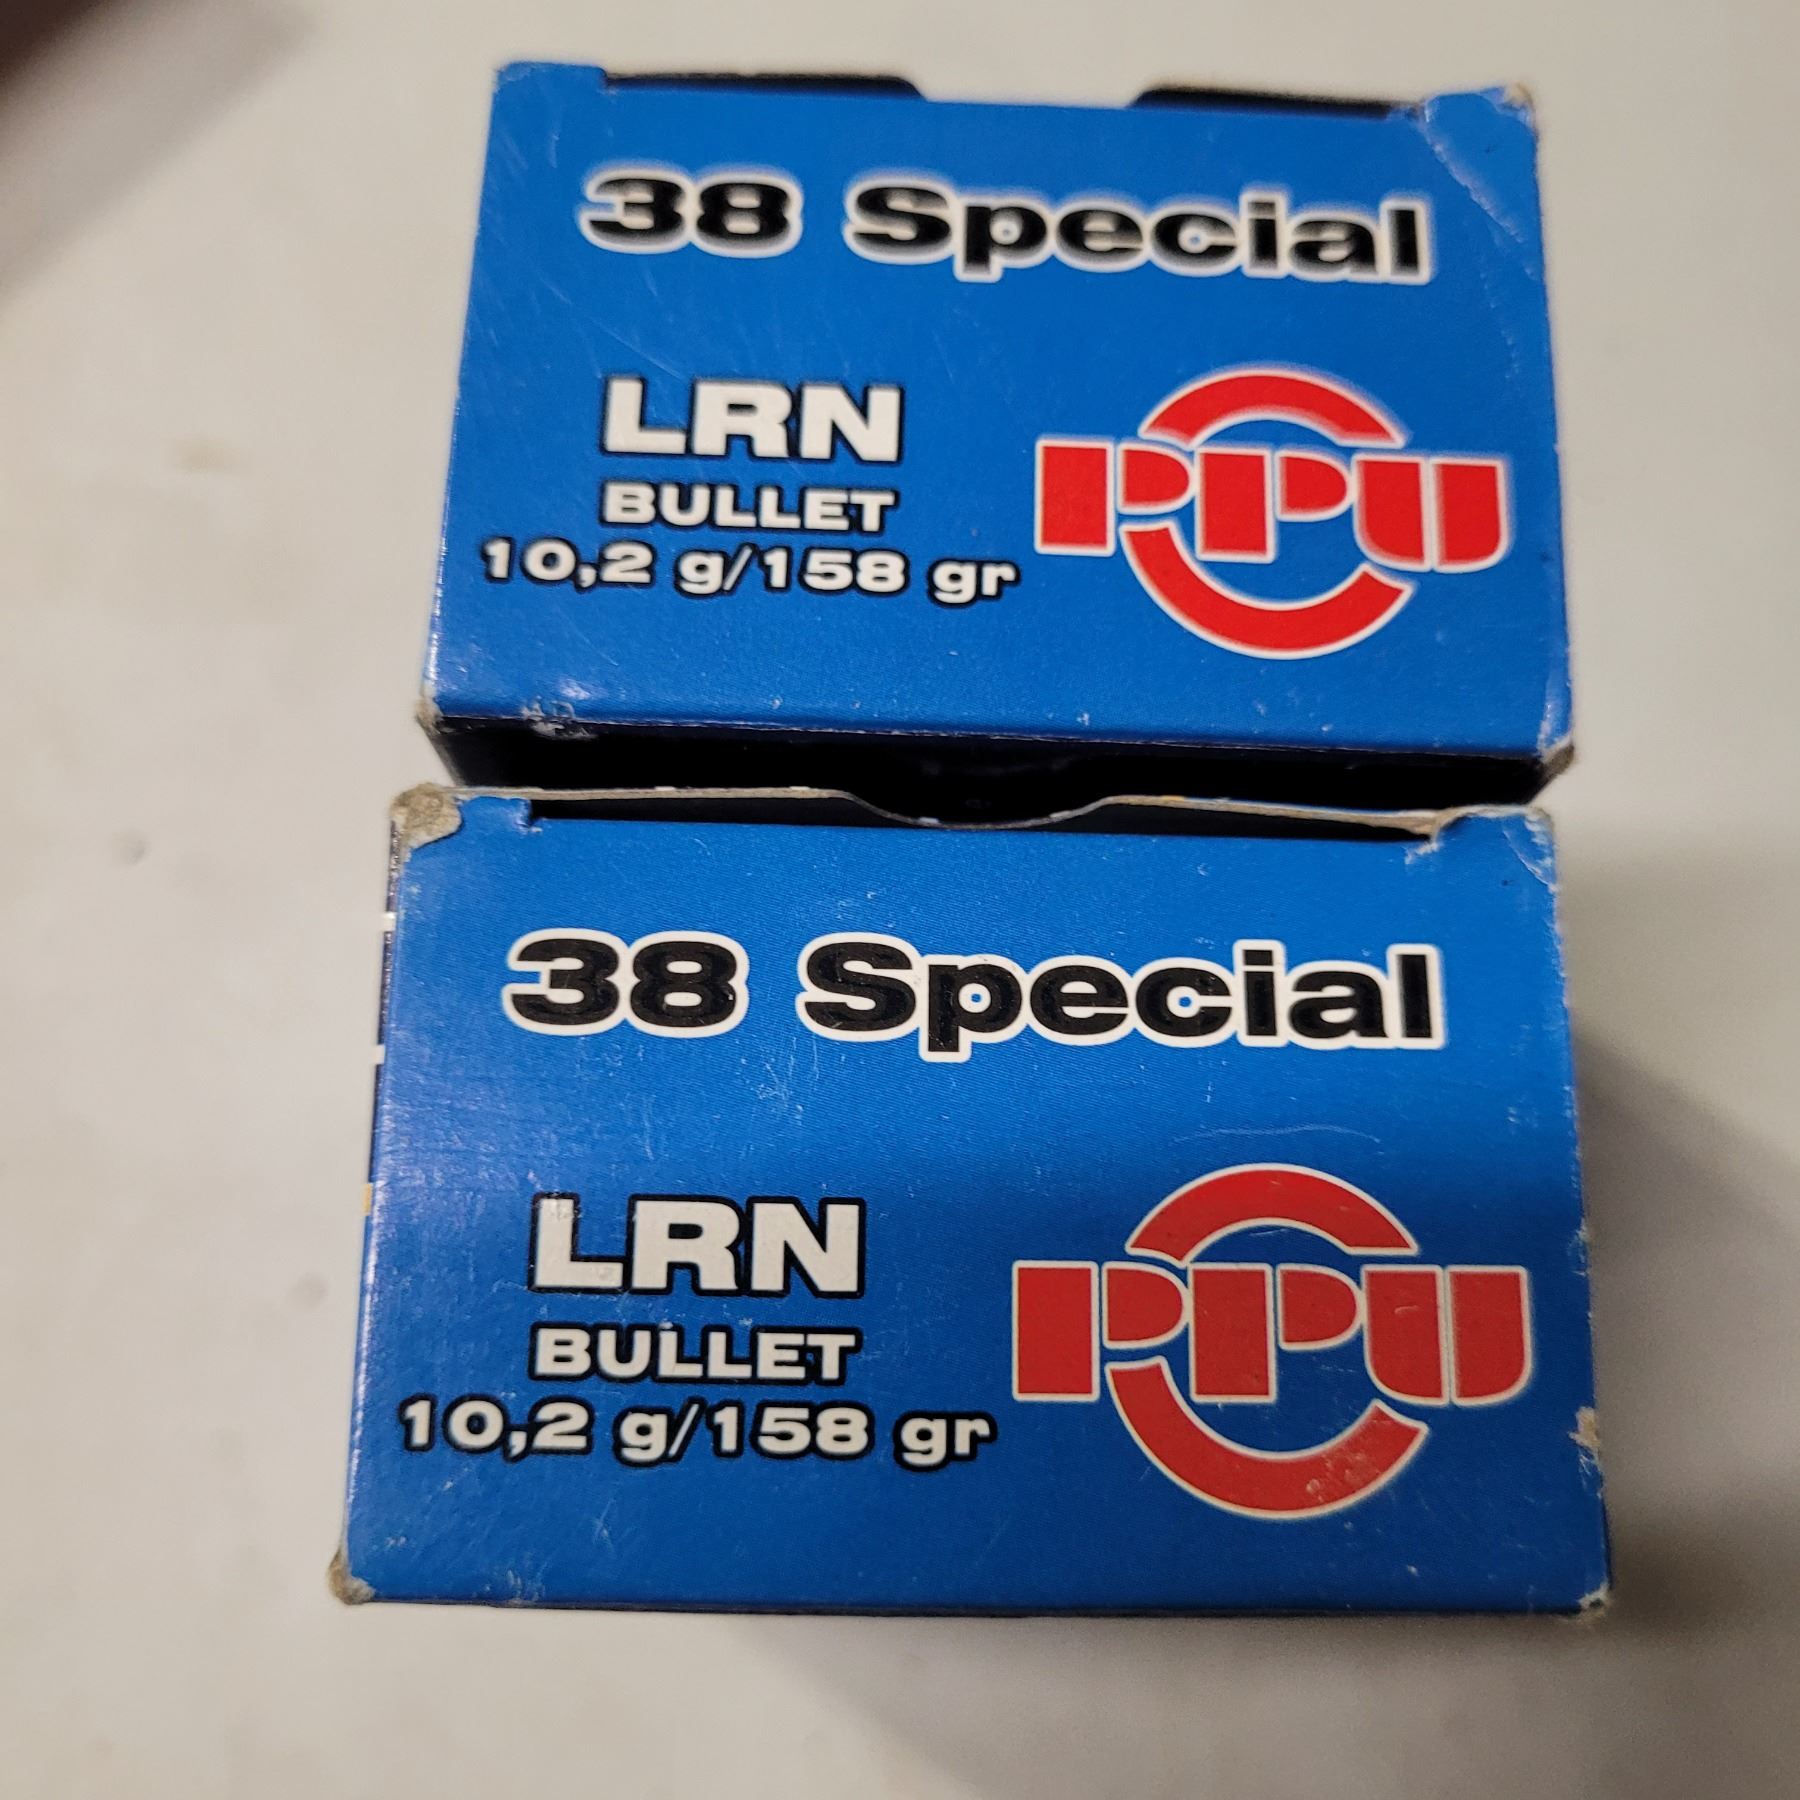 38 Special
LRN
BULLET
10,2 g/158 gr
PPU
38 Special
LRN
BULLET
10,2 g/158 gr
PPU